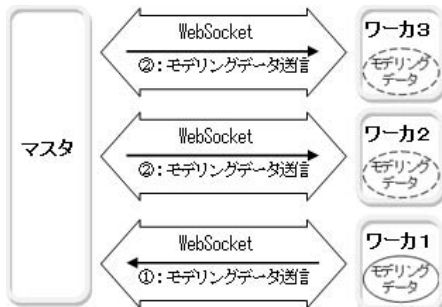 マスタ
WebSocket
②:モデリングデータ送信
ワーカ3
モデリング
データ
WebSocket
②:モデリングデータ送信
ワーカ2
モデリング
データ
WebSocket
①:モデリングデータ送信
ワーカ1
モデリング
データ